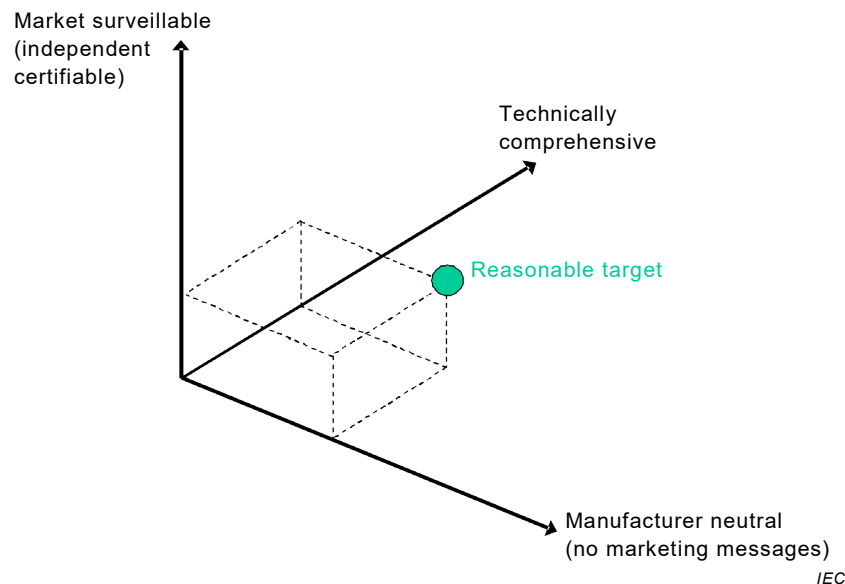 Market surveillable
(independent
certifiable)
Technically
comprehensive
Reasonable target
Manufacturer neutral
(no marketing messages)
IEC